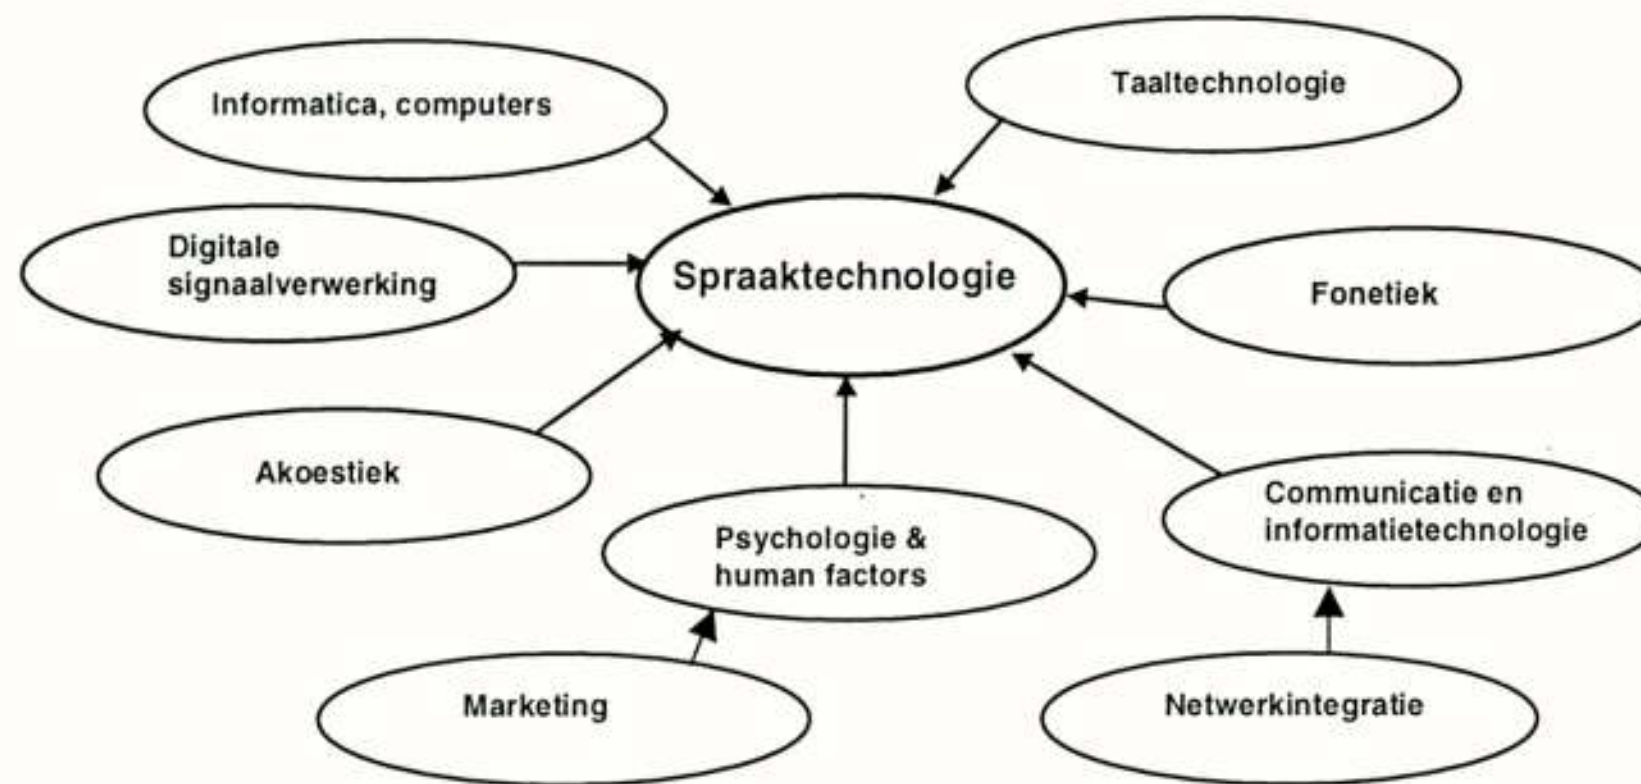 Informatica, computers
Taaltechnologie
Digitale
signaalverwerking
Spraaktechnologie
Fonetiek
Akoestiek
Psychologie &
human factors
Communicatie en
informatietechnologie
Marketing
Netwerkintegratie